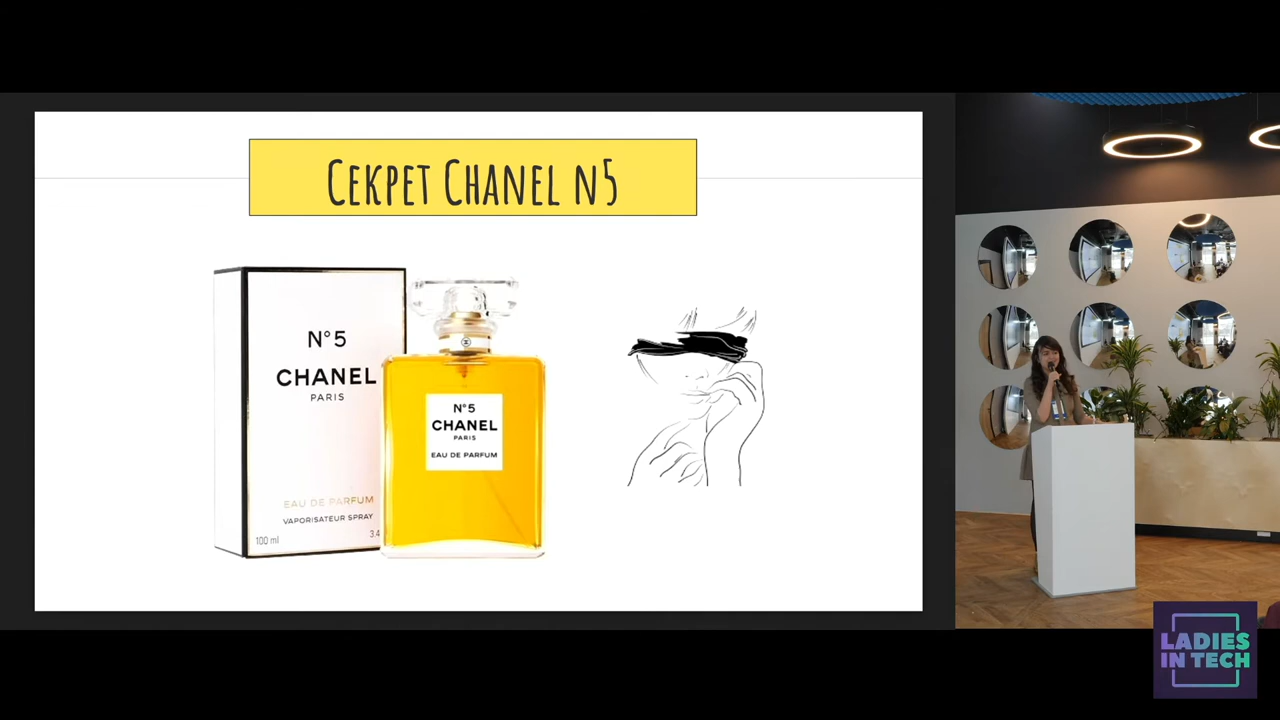 Секрет Chanel n5
N°5
CHANEL
PARIS
EAU DE PARFUM
VAPORISATEUR SPRAY
100 ml
3.4
N°5
CHANEL
PARIS
EAU DE PARFUM
LADIES
IN TECH